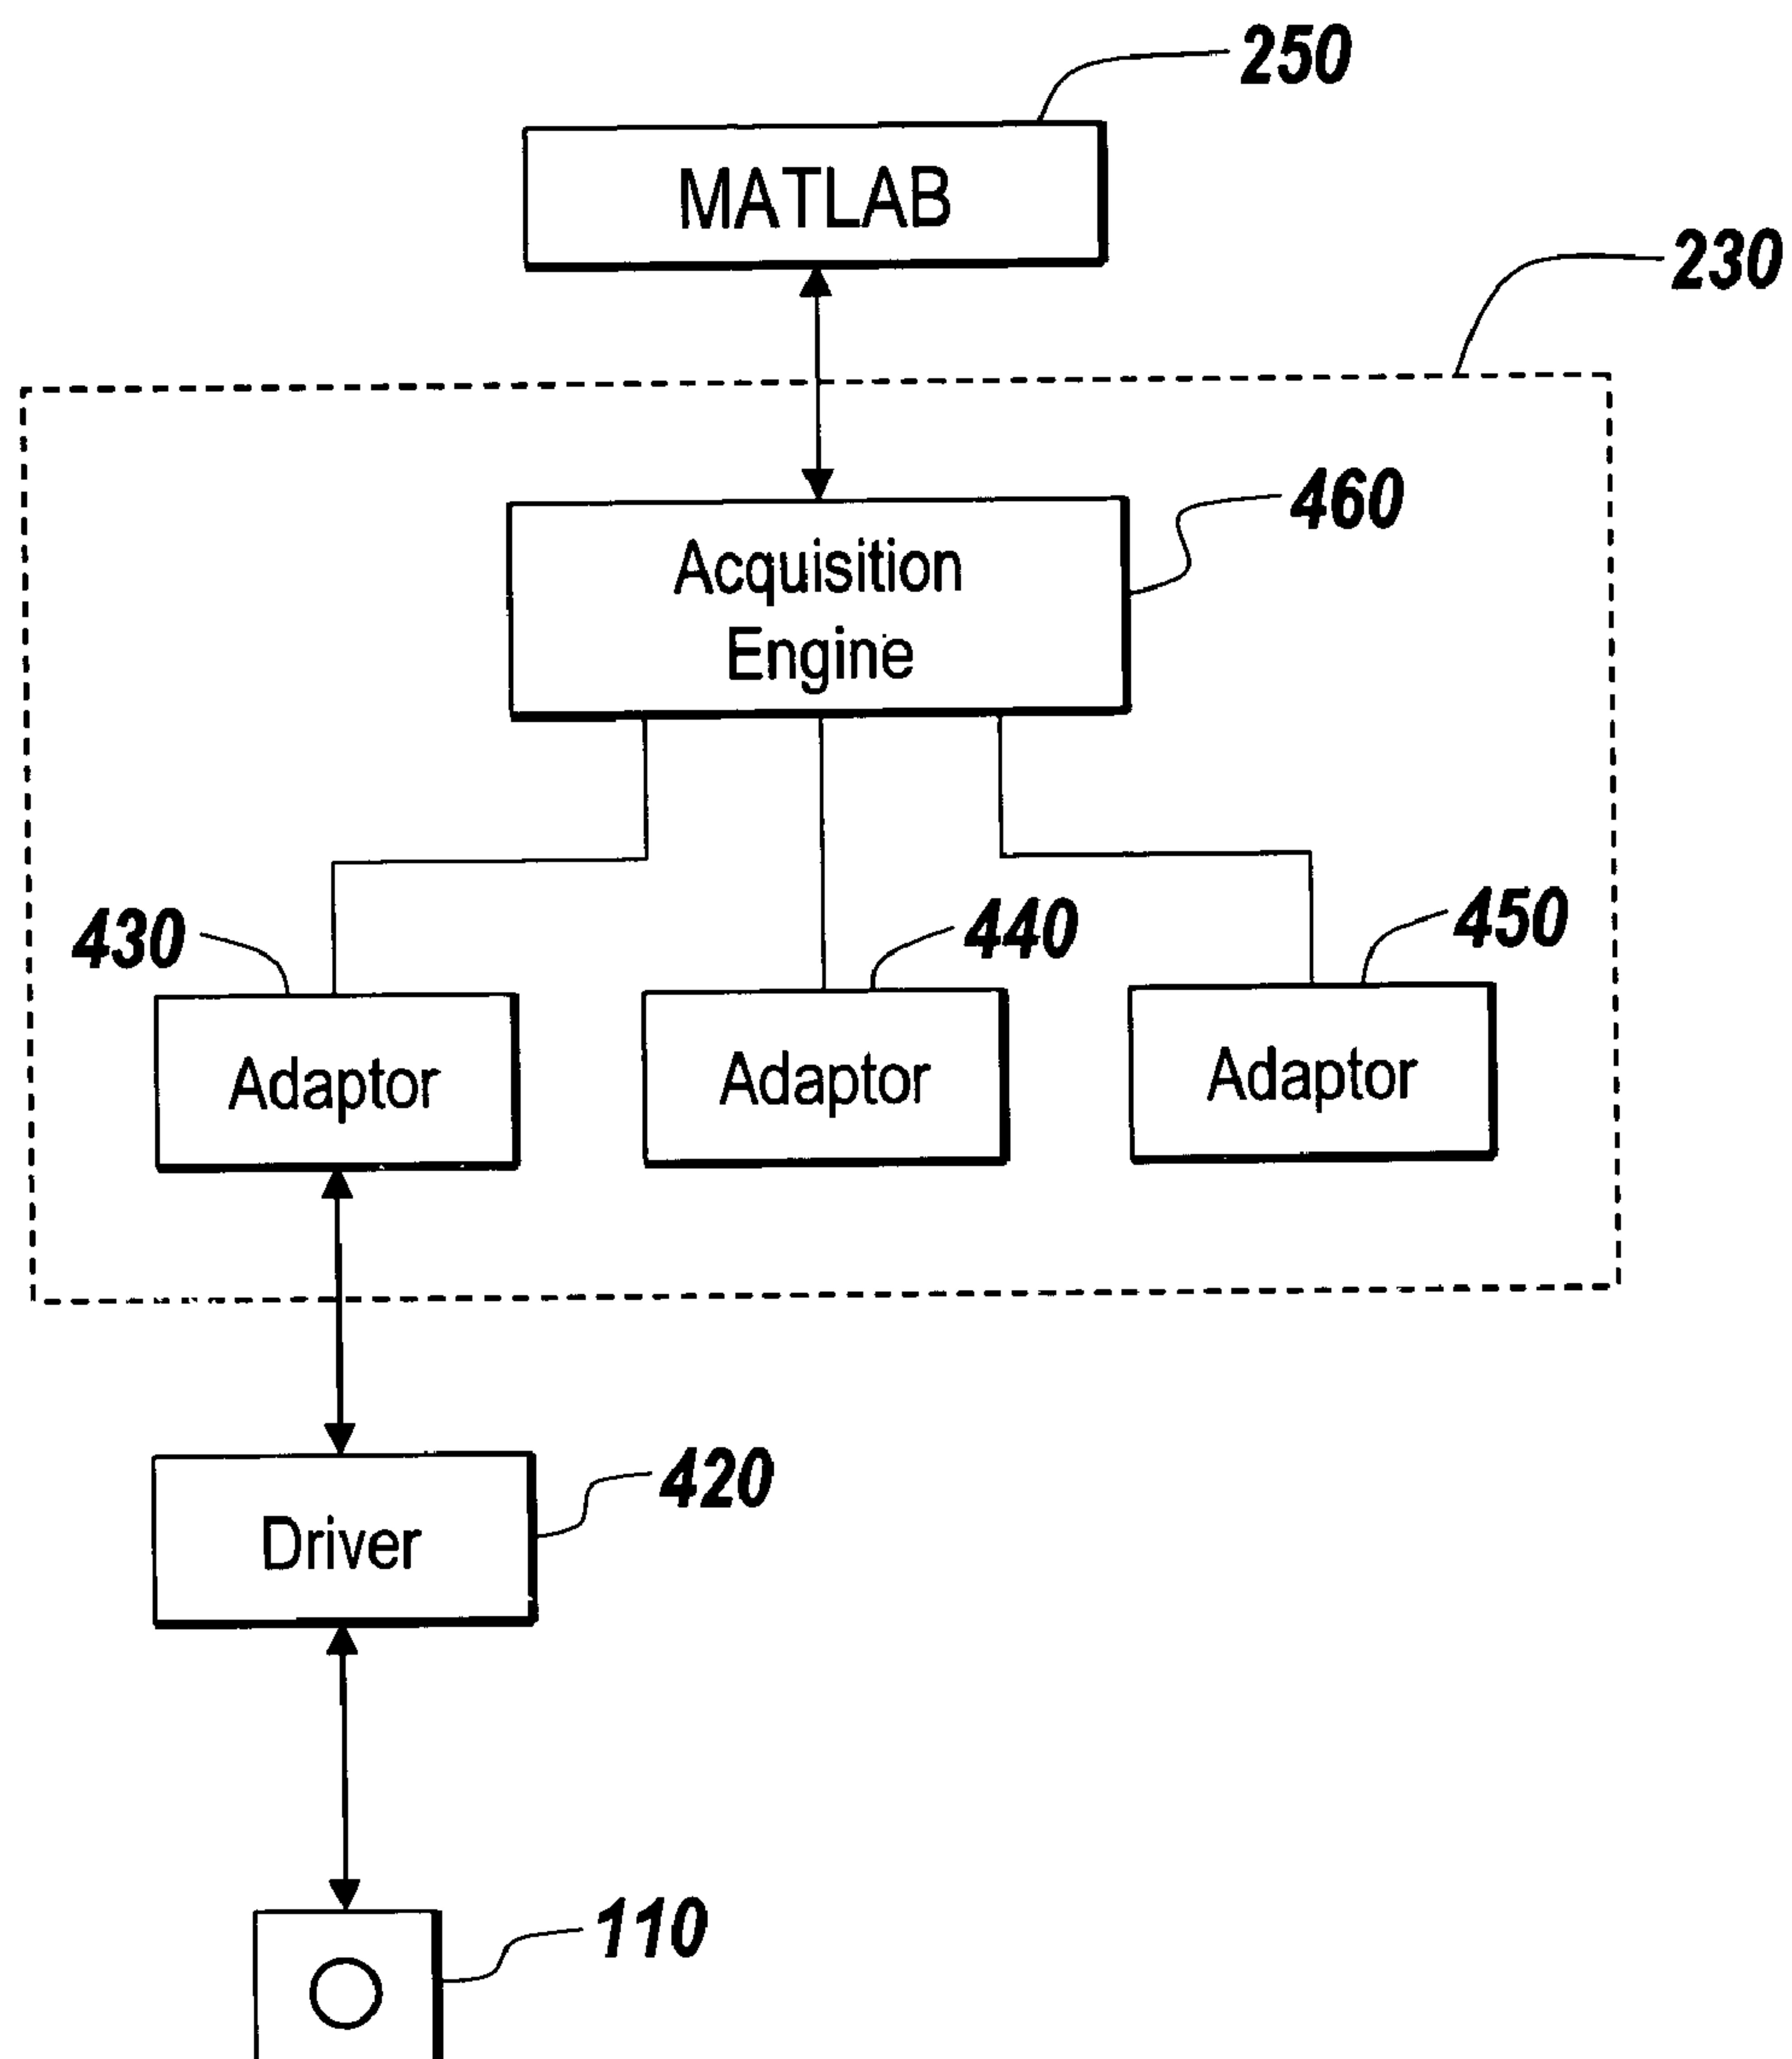 250
MATLAB
230
460
Acquisition
Engine
430
440
450
Adaptor
Adaptor
Adaptor
420
Driver
110